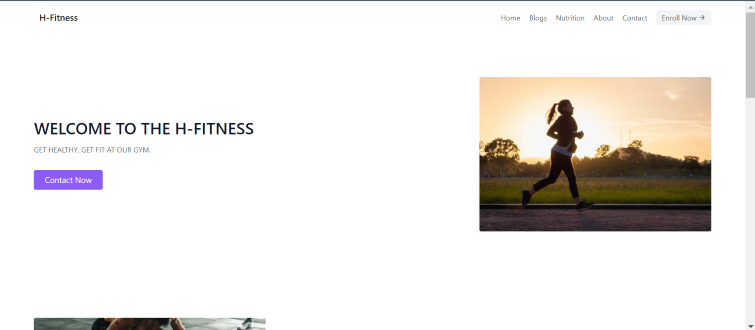 H-Fitness
Home Blogs Nutrition About Contact Enroll Now →
WELCOME TO THE H-FITNESS
GET HEALTHY, GET FIT AT OUR GYM.
Contact Now